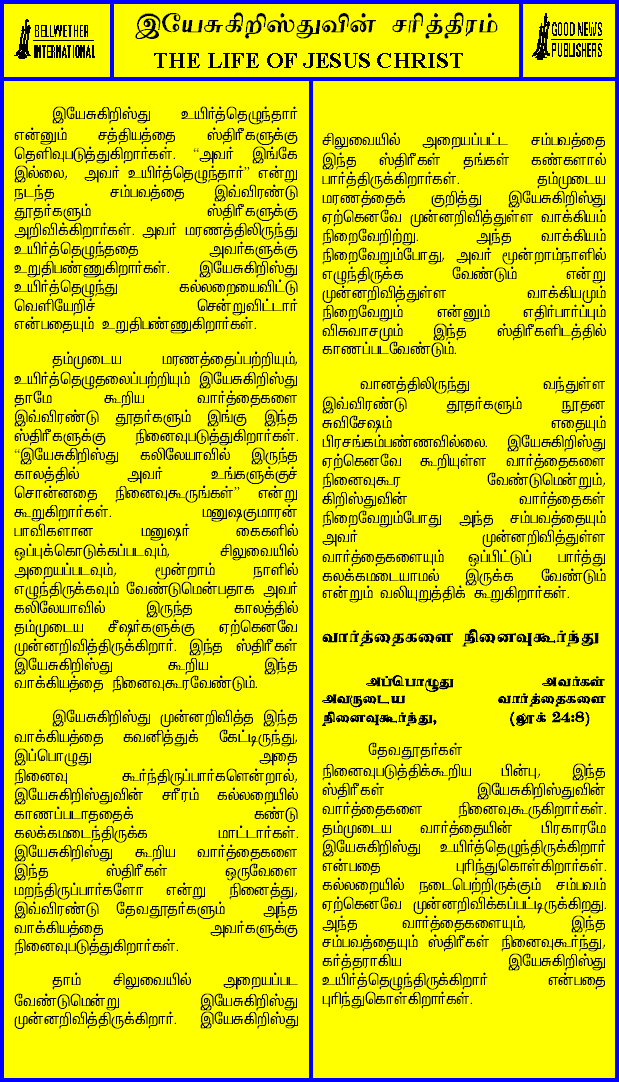 BELLWETHER
INTERNATIONAL
இயேசுகிறிஸ்துவின் சரித்திரம்
THE LIFE OF JESUS CHRIST
GOOD NEWS
PUBLISHERS
இயேசுகிறிஸ்து உயிர்த்தெழுந்தார்
என்னும் சத்தியத்தை ஸ்திரீகளுக்கு
தெளிவுபடுத்துகிறார்கள். “அவர் இங்கே
இல்லை, அவர் உயிர்த்தெழுந்தார்” என்று
நடந்த சம்பவத்தை இவ்விரண்டு
தூதர்களும் ஸ்திரீகளுக்கு
அறிவிக்கிறார்கள். அவர் மரணத்திலிருந்து
உயிர்த்தெழுந்ததை அவர்களுக்கு
உறுதிபண்ணுகிறார்கள். இயேசுகிறிஸ்து
உயிர்த்தெழுந்து கல்லறையைவிட்டு
வெளியேறிச் சென்றுவிட்டார்
என்பதையும் உறுதிபண்ணுகிறார்கள்.
தம்முடைய மரணத்தைப்பற்றியும்,
உயிர்த்தெழுதலைப்பற்றியும் இயேசுகிறிஸ்து
தாமே கூறிய வார்த்தைகளை
இவ்விரண்டு தூதர்களும் இங்கு இந்த
ஸ்திரீகளுக்கு நினைவுபடுத்துகிறார்கள்.
“இயேசுகிறிஸ்து கலிலேயாவில் இருந்த
காலத்தில் அவர் உங்களுக்குச்
சொன்னதை நினைவுகூருங்கள்” என்று
கூறுகிறார்கள். மனுஷகுமாரன்
பாவிகளான மனுஷர் கைகளில்
ஒப்புக்கொடுக்கப்படவும், சிலுவையில்
அறையப்படவும், மூன்றாம் நாளில்
எழுந்திருக்கவும் வேண்டுமென்பதாக அவர்
கலிலேயாவில் இருந்த காலத்தில்
தம்முடைய சீஷர்களுக்கு ஏற்கெனவே
முன்னறிவித்திருக்கிறார். இந்த ஸ்திரீகள்
இயேசுகிறிஸ்து கூறிய இந்த
வாக்கியத்தை நினைவுகூரவேண்டும்.
இயேசுகிறிஸ்து முன்னறிவித்த இந்த
வாக்கியத்தை கவனித்துக் கேட்டிருந்து,
இப்பொழுது அதை
நினைவு கூர்ந்திருப்பார்களென்றால்,
இயேசுகிறிஸ்துவின் சரீரம் கல்லறையில்
காணப்படாததைக் கண்டு
கலக்கமடைந்திருக்க மாட்டார்கள்.
இயேசுகிறிஸ்து கூறிய வார்த்தைகளை
இந்த ஸ்திரீகள் ஒருவேளை
மறந்திருப்பார்களோ என்று நினைத்து,
இவ்விரண்டு தேவதூதர்களும் அந்த
வாக்கியத்தை அவர்களுக்கு
நினைவுபடுத்துகிறார்கள்.
தாம் சிலுவையில் அறையப்பட
வேண்டுமென்று இயேசுகிறிஸ்து
முன்னறிவித்திருக்கிறார். இயேசுகிறிஸ்து
சிலுவையில் அறையப்பட்ட சம்பவத்தை
இந்த ஸ்திரீகள் தங்கள் கண்களால்
பார்த்திருக்கிறார்கள். தம்முடைய
மரணத்தைக் குறித்து இயேசுகிறிஸ்து
ஏற்கெனவே முன்னறிவித்துள்ள வாக்கியம்
நிறைவேறிற்று. அந்த வாக்கியம்
நிறைவேறும்போது, அவர் மூன்றாம்நாளில்
எழுந்திருக்க வேண்டும் என்று
முன்னறிவித்துள்ள வாக்கியமும்
நிறைவேறும் என்னும் எதிர்பார்ப்பும்
விசுவாசமும் இந்த ஸ்திரீகளிடத்தில்
காணப்படவேண்டும்.
வானத்திலிருந்து வந்துள்ள
இவ்விரண்டு தூதர்களும் நூதன
சுவிசேஷம் எதையும்
பிரசங்கம்பண்ணவில்லை. இயேசுகிறிஸ்து
ஏற்கெனவே கூறியுள்ள வார்த்தைகளை
நினைவுகூர வேண்டுமென்றும்,
கிறிஸ்துவின் வார்த்தைகள்
நிறைவேறும்போது அந்த சம்பவத்தையும்
அவர் முன்னறிவித்துள்ள
வார்த்தைகளையும் ஒப்பிட்டுப் பார்த்து
கலக்கமடையாமல் இருக்க வேண்டும்
என்றும் வலியுறுத்திக் கூறுகிறார்கள்.
வார்த்தைகளை நினைவுகூர்ந்து
அப்பொழுது அவர்கள்
அவருடைய வார்த்தைகளை
நினைவுகூர்ந்து, (லூக் 24:8)
தேவதூதர்கள்
நினைவுபடுத்திக்கூறிய பின்பு, இந்த
ஸ்திரீகள் இயேசுகிறிஸ்துவின்
வார்த்தைகளை நினைவுகூருகிறார்கள்.
தம்முடைய வார்த்தையின் பிரகாரமே
இயேசுகிறிஸ்து உயிர்த்தெழுந்திருக்கிறார்
என்பதை புரிந்துகொள்கிறார்கள்.
கல்லறையில் நடைபெற்றிருக்கும் சம்பவம்
ஏற்கெனவே முன்னறிவிக்கப்பட்டிருக்கிறது.
அந்த வார்த்தைகளையும், இந்த
சம்பவத்தையும் ஸ்திரீகள் நினைவுகூர்ந்து,
கர்த்தராகிய இயேசுகிறிஸ்து
உயிர்த்தெழுந்திருக்கிறார் என்பதை
புரிந்துகொள்கிறார்கள்.